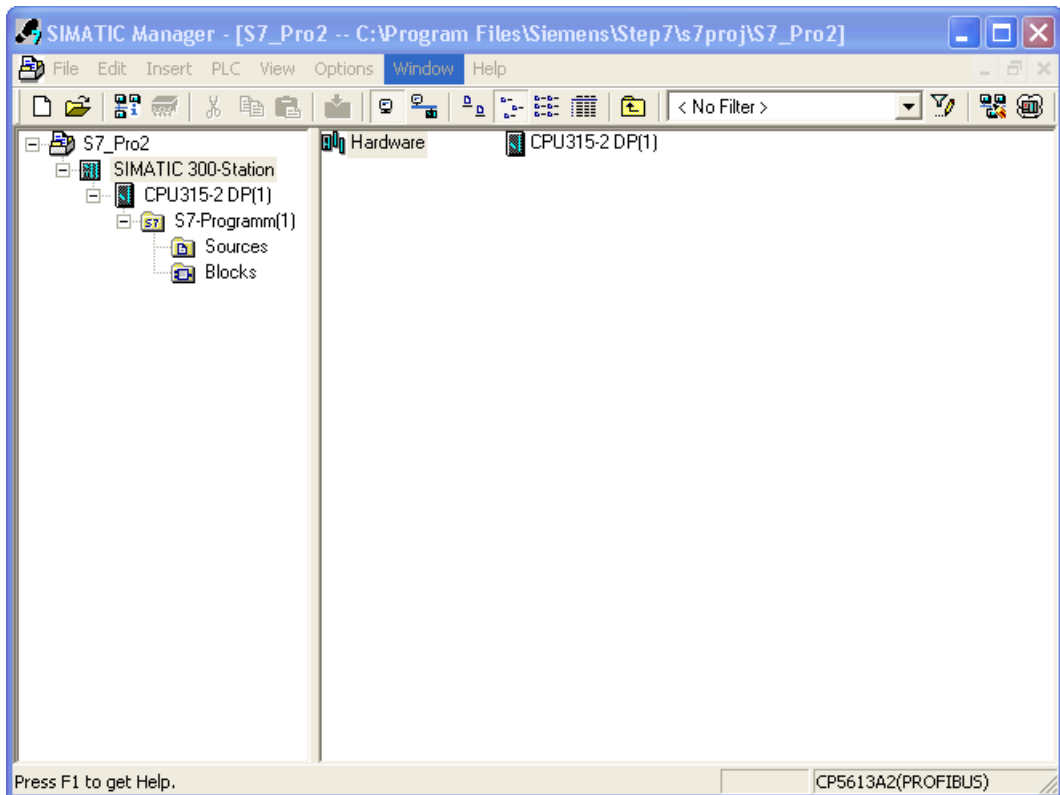 SIMATIC Manager - [S7_Pro2 -- C:\Program Files\Siemens\Step7\s7proj\S7_Pro2]
File Edit Insert PLC View Options Window Help
< No Filter >
S7_Pro2
SIMATIC 300-Station
CPU315-2 DP(1)
S7-Programm(1)
Sources
Blocks
Hardware CPU315-2 DP(1)
Press F1 to get Help. CP5613A2(PROFIBUS)